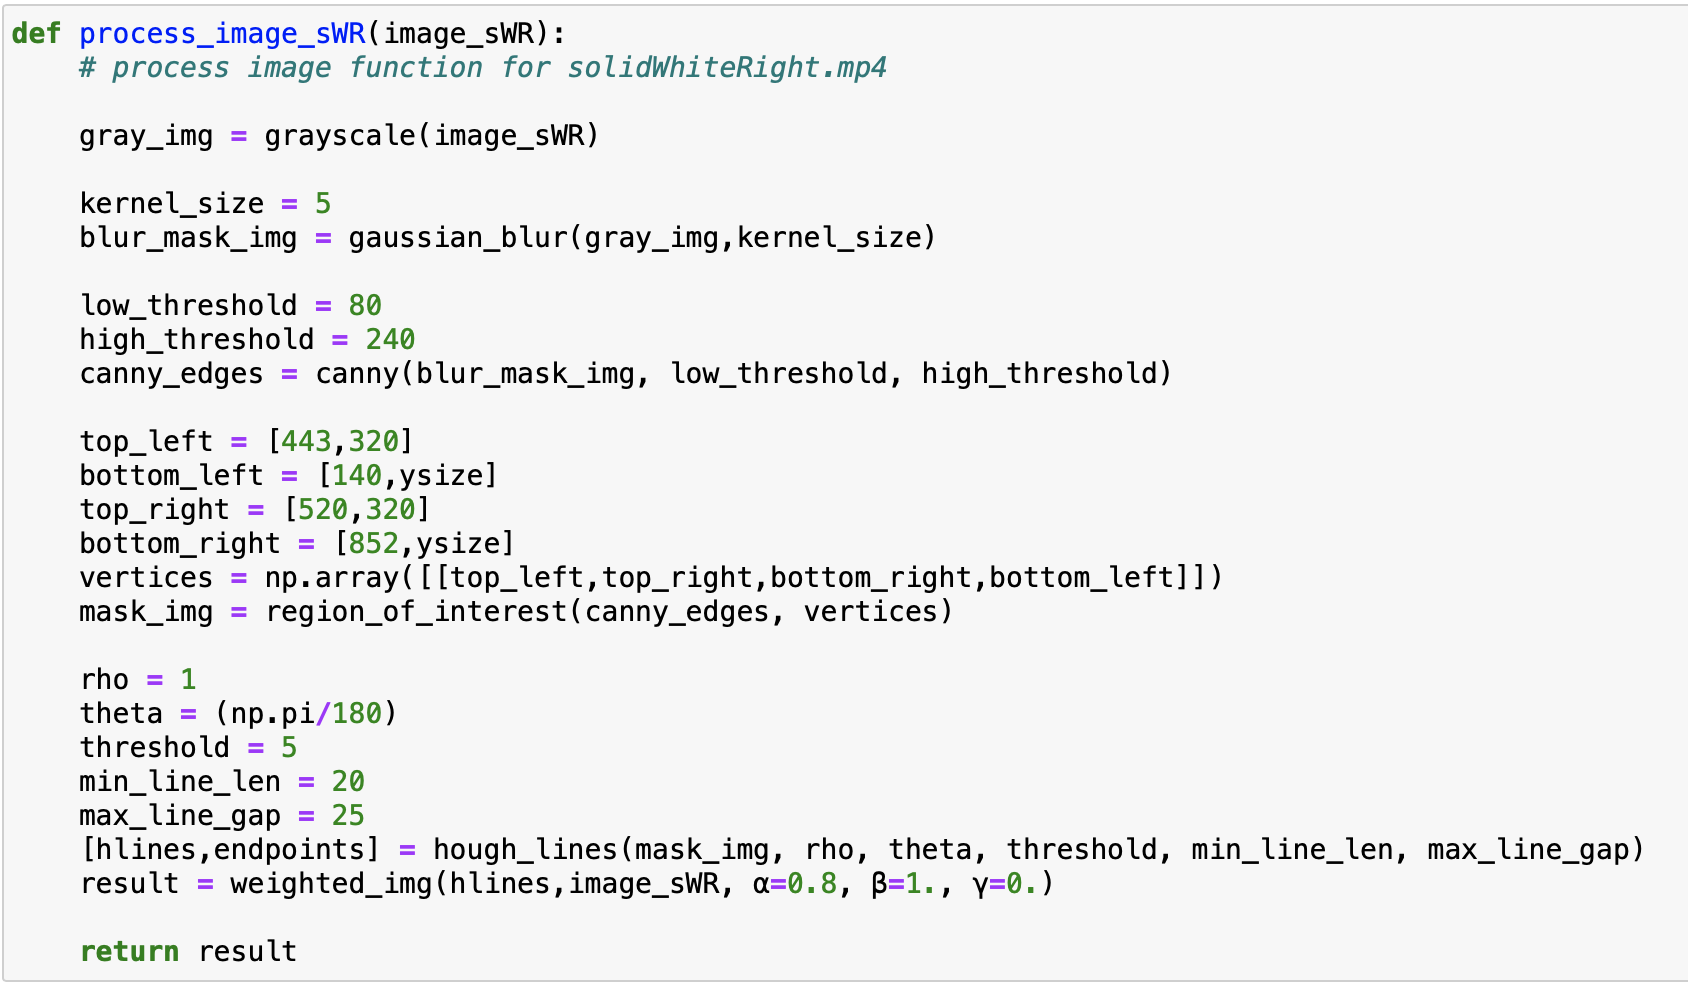 def process_image_sWR(image_sWR):
    # process image function for solidWhiteRight.mp4

    gray_img = grayscale(image_sWR)

    kernel_size = 5
    blur_mask_img = gaussian_blur(gray_img,kernel_size)

    low_threshold = 80
    high_threshold = 240
    canny_edges = canny(blur_mask_img, low_threshold, high_threshold)

    top_left = [443,320]
    bottom_left = [140,ysize]
    top_right = [520,320]
    bottom_right = [852,ysize]
    vertices = np.array([[top_left,top_right,bottom_right,bottom_left]])
    mask_img = region_of_interest(canny_edges, vertices)

    rho = 1
    theta = (np.pi/180)
    threshold = 5
    min_line_len = 20
    max_line_gap = 25
    [hlines,endpoints] = hough_lines(mask_img, rho, theta, threshold, min_line_len, max_line_gap)
    result = weighted_img(hlines,image_sWR, α=0.8, β=1., γ=0.)

    return result